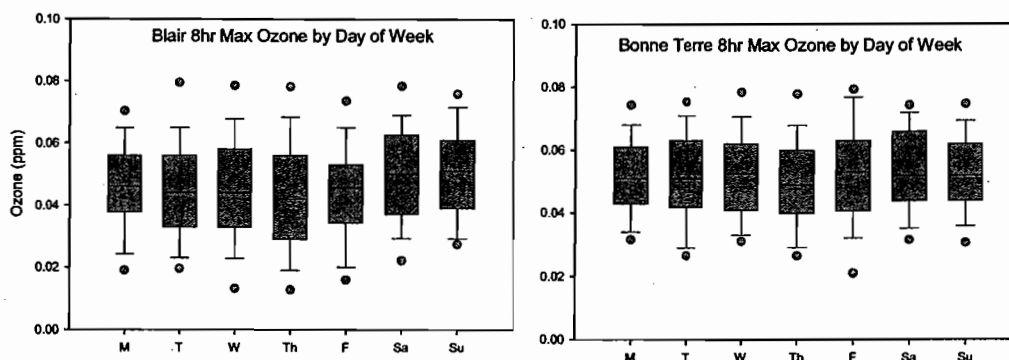 Blair 8hr Max Ozone by Day of Week
Ozone (ppm)
0.10
0.08
0.06
0.04
0.02
0.00
M T W Th F Sa Su
Bonne Terre 8hr Max Ozone by Day of Week
0.10
0.08
0.06
0.04
0.02
0.00
M T W Th F Sa Su